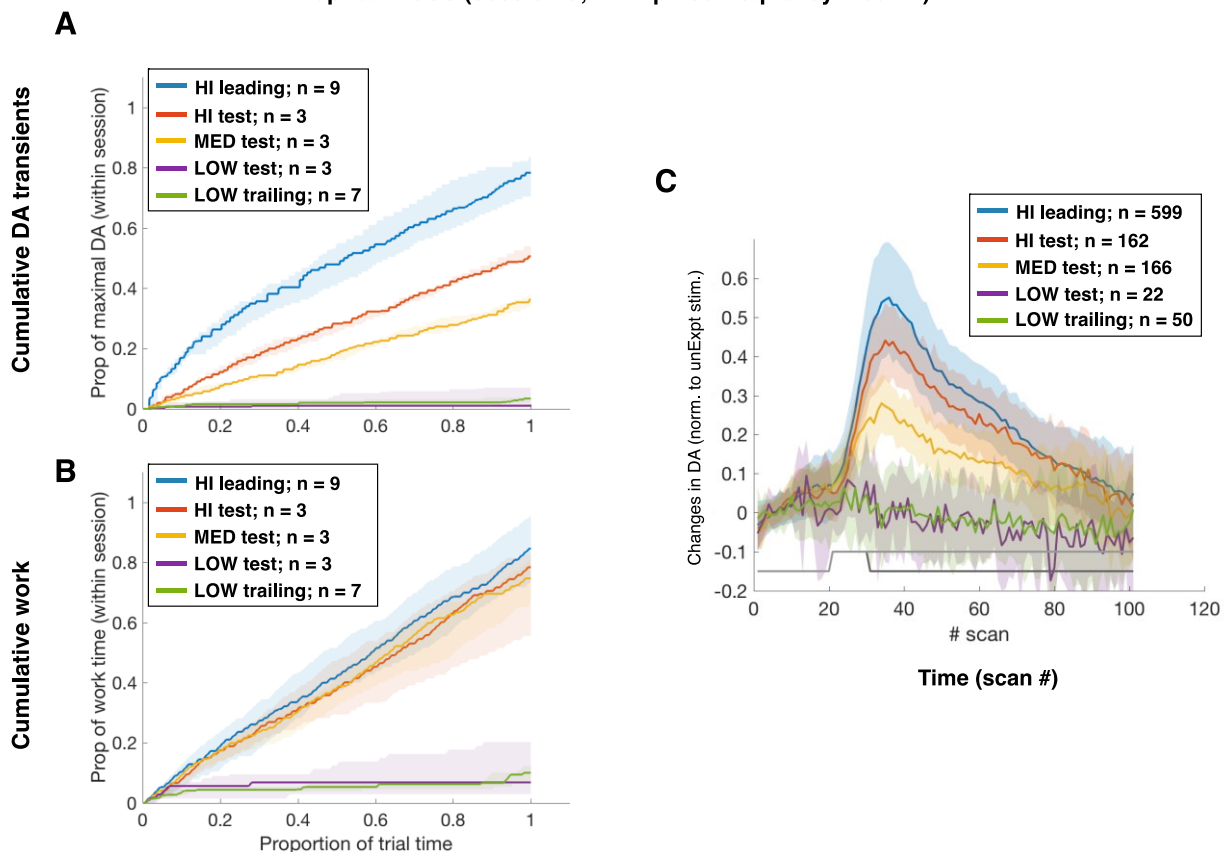 A
Cumulative DA transients
Prop of maximal DA (within session)
HI leading; n = 9
HI test; n = 3
MED test; n = 3
LOW test; n = 3
LOW trailing; n = 7
1
0.8
0.6
0.4
0.2
0
0 0.2 0.4 0.6 0.8 1
B
Cumulative work
Prop of work time (within session)
HI leading; n = 9
HI test; n = 3
MED test; n = 3
LOW test; n = 3
LOW trailing; n = 7
1
0.8
0.6
0.4
0.2
0
0 0.2 0.4 0.6 0.8 1
Proportion of trial time
C
Changes in DA (norm. to unExpt stim.)
HI leading; n = 599
HI test; n = 162
MED test; n = 166
LOW test; n = 22
LOW trailing; n = 50
0.6
0.5
0.4
0.3
0.2
0.1
0
-0.1
-0.2
0 20 40 60 80 100 120
# scan
Time (scan #)